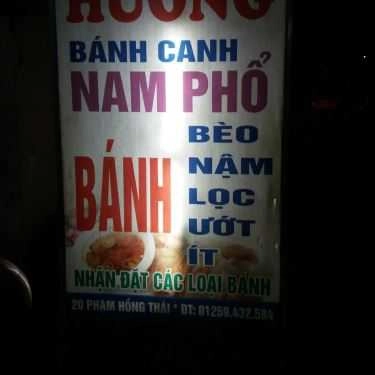 HƯƠNG
BÁNH CANH
NAM PHỔ
BÁNH
BÈO
NẬM
LỌC
ƯỚT
ÍT
NHẬN ĐẶT CÁC LOẠI BÁNH
20 PHẠM HỒNG THÁI * ĐT: 01259.432.584